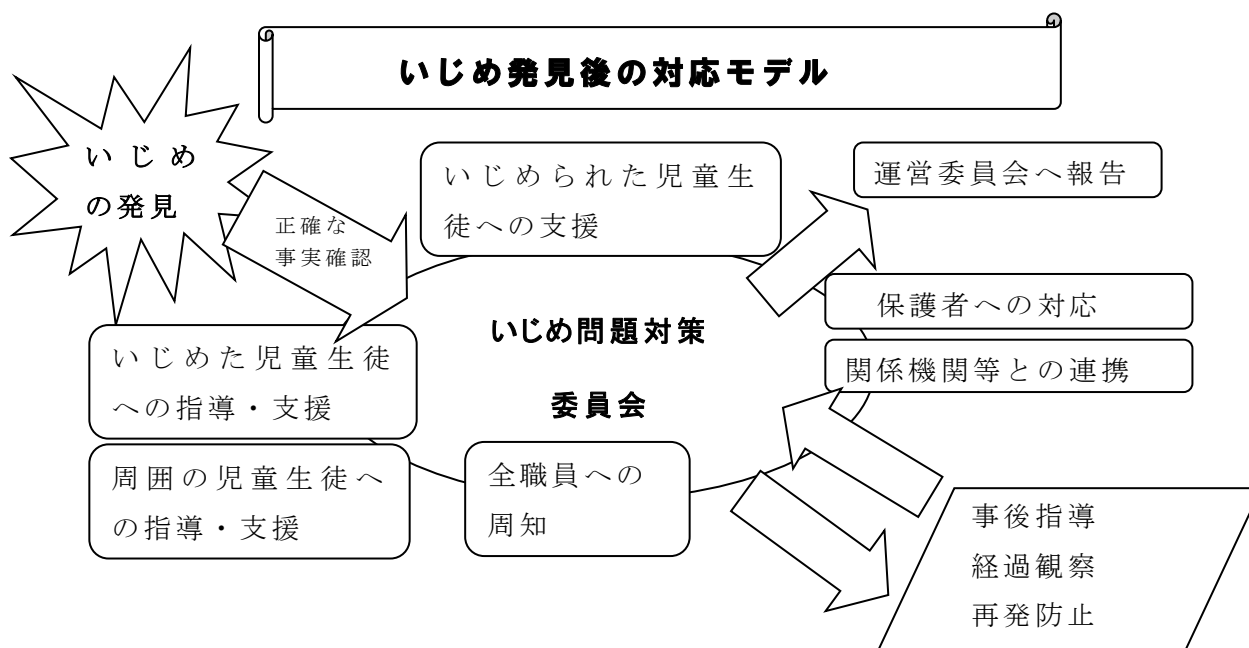 いじめ発見後の対応モデル
いじめ
の発見
正確な
事実確認
いじめられた児童生
徒への支援
運営委員会へ報告
いじめ問題対策
委員会
保護者への対応
関係機関等との連携
いじめた児童生徒
への指導・支援
周囲の児童生徒へ
の指導・支援
全職員への
周知
事後指導
経過観察
再発防止